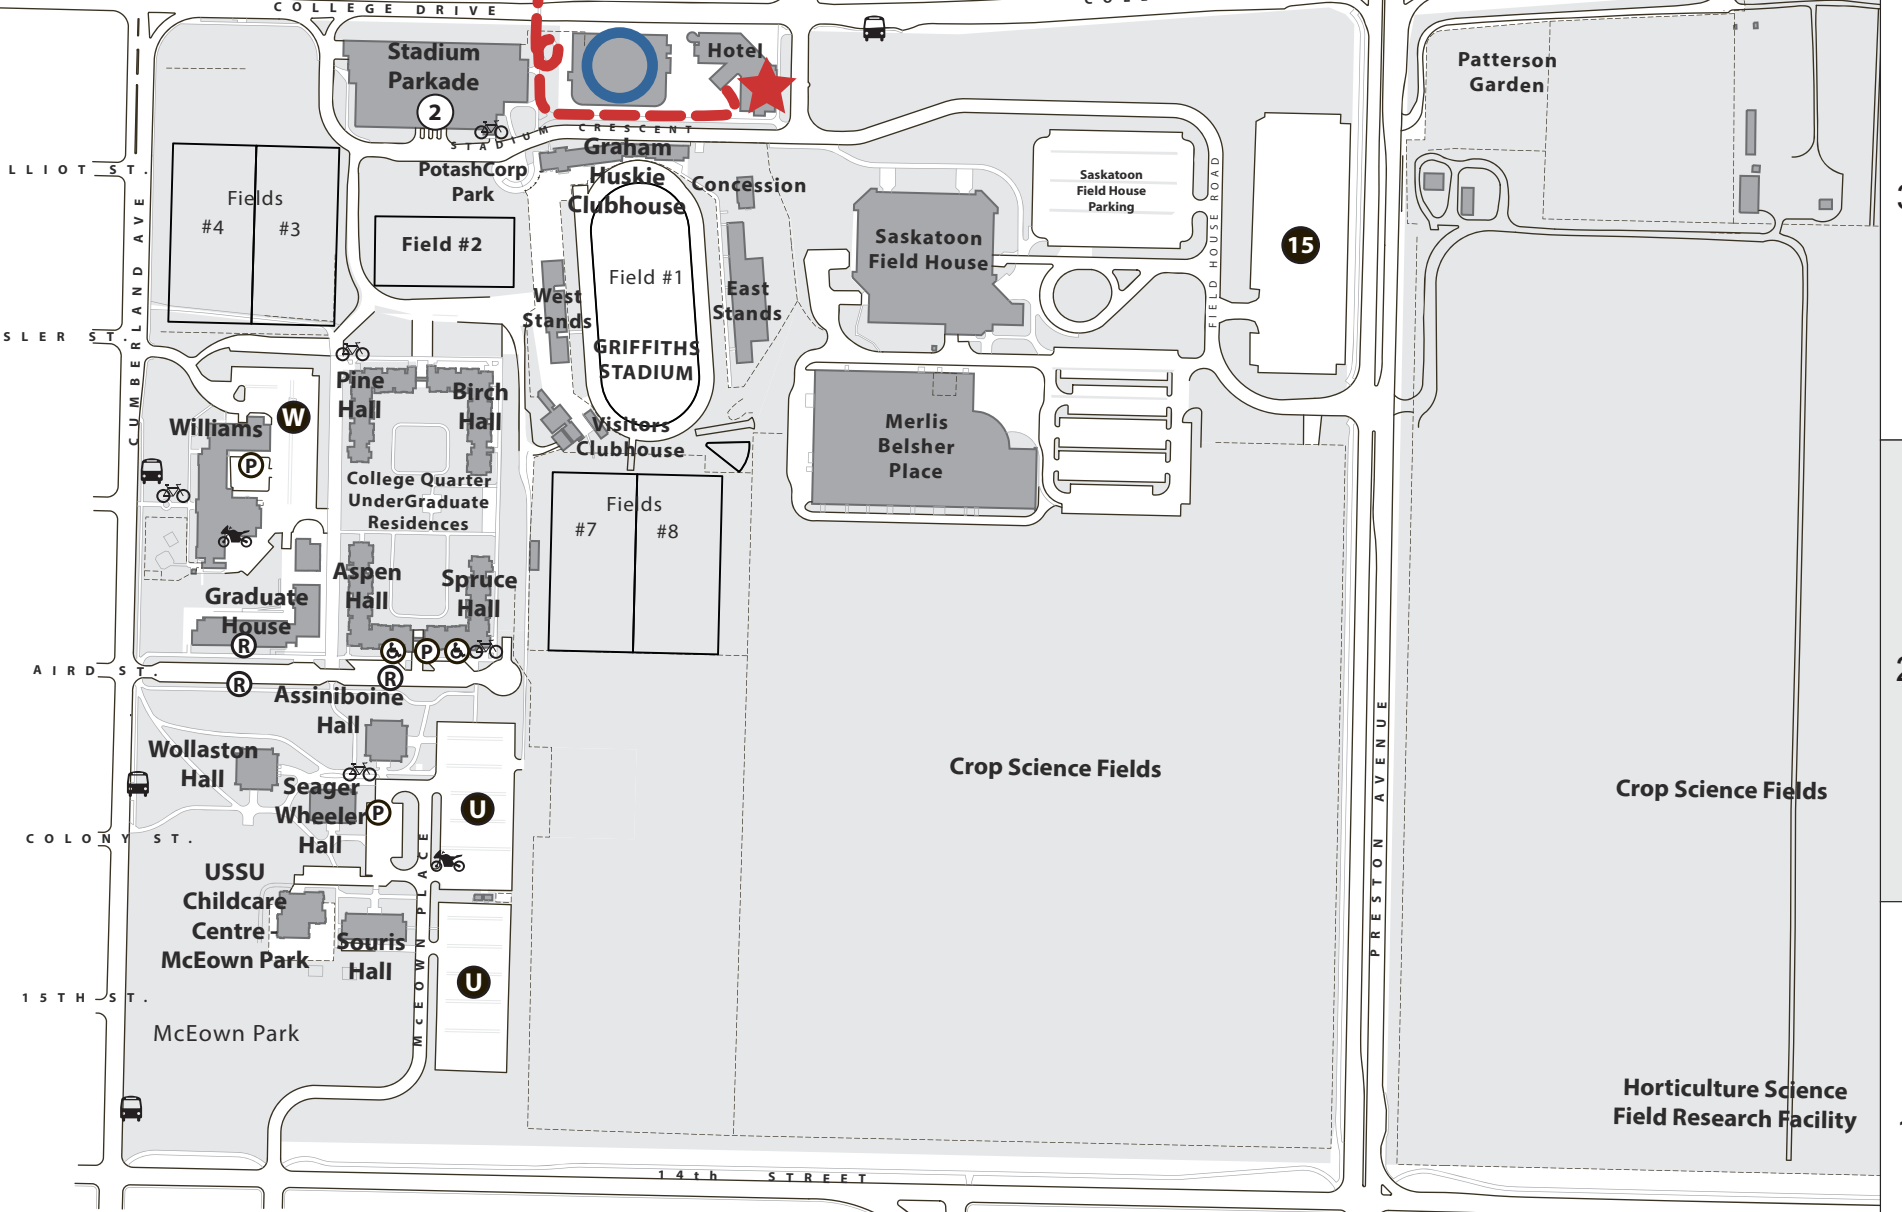 COLLEGE DRIVE
Stadium
Parkade
2
Hotel
Patterson
Garden
STADIUM CRESCENT
LLIOT ST.
Fields
#4
#3
PotashCorp
Park
Graham
Huskie
Clubhouse
Concession
Saskatoon
Field House
Parking
FIELD HOUSE ROAD
15
Field #2
Saskatoon
Field House
Field #1
West
Stands
East
Stands
GRIFFITHS
STADIUM
SLER ST.
CUMBERLAND AVE
Pine
Hall
Birch
Hall
W
Williams
P
Visitors
Clubhouse
Merlis
Belsher
Place
College Quarter
UnderGraduate
Residences
Fields
#7
#8
Aspen
Hall
Spruce
Hall
Graduate
House
R
P
AIRD ST.
R
R
Assiniboine
Hall
Wollaston
Hall
Seager
Wheeler
Hall
P
U
COLONY ST.
USSU
Childcare
Centre -
McEown Park
Souris
Hall
McEOWN PLACE
U
15TH ST.
McEown Park
Crop Science Fields
PRESTON AVENUE
Crop Science Fields
Horticulture Science
Field Research Facility
14th STREET